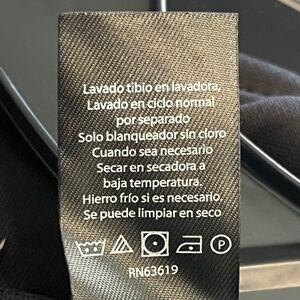 Lavado tibio en lavadora,
Lavado en ciclo normal
por separado
Solo blanqueador sin cloro
Cuando sea necesario
Secar en secadora a
baja temperatura.
Hierro frío si es necesario.
Se puede limpiar en seco
P
RN63619